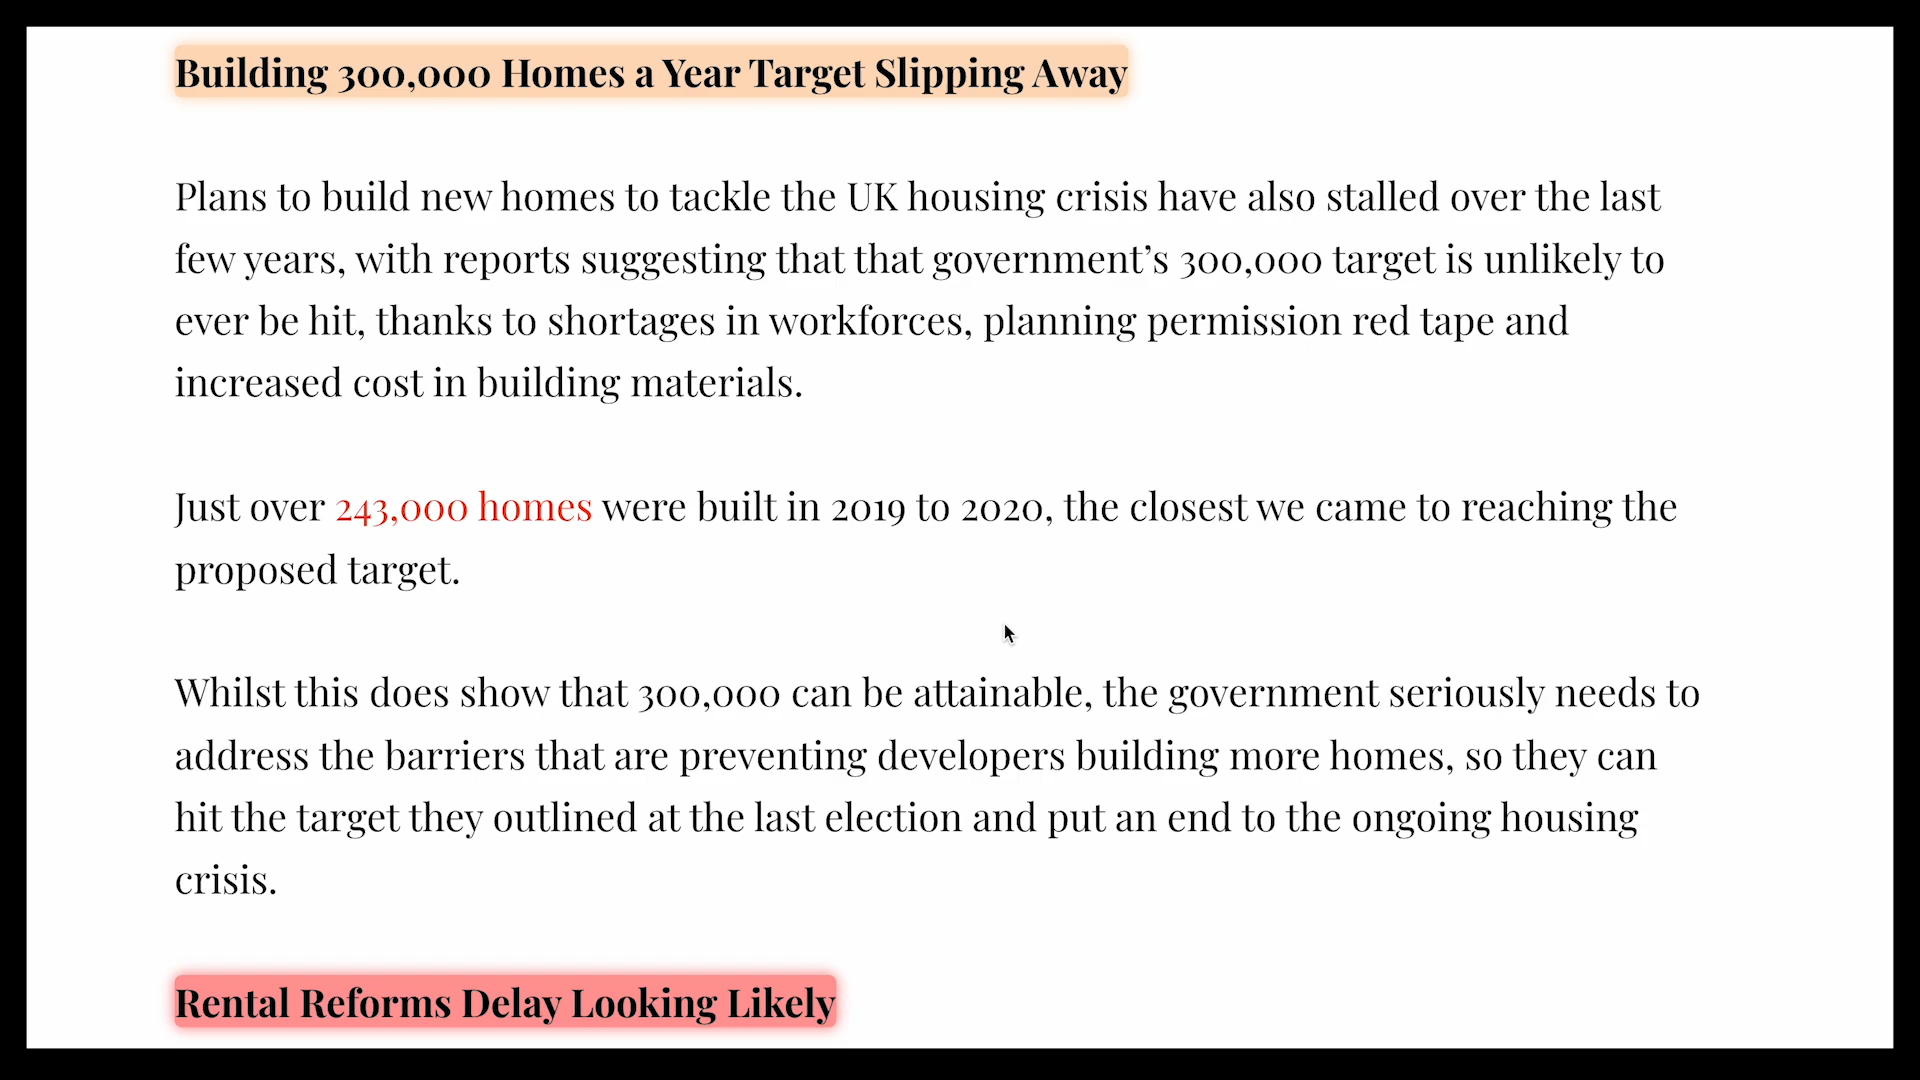 Building 300,000 Homes a Year Target Slipping Away
Plans to build new homes to tackle the UK housing crisis have also stalled over the last
few years, with reports suggesting that that government’s 300,000 target is unlikely to
ever be hit, thanks to shortages in workforces, planning permission red tape and
increased cost in building materials.
Just over 243,000 homes were built in 2019 to 2020, the closest we came to reaching the
proposed target.
Whilst this does show that 300,000 can be attainable, the government seriously needs to
address the barriers that are preventing developers building more homes, so they can
hit the target they outlined at the last election and put an end to the ongoing housing
crisis.
Rental Reforms Delay Looking Likely